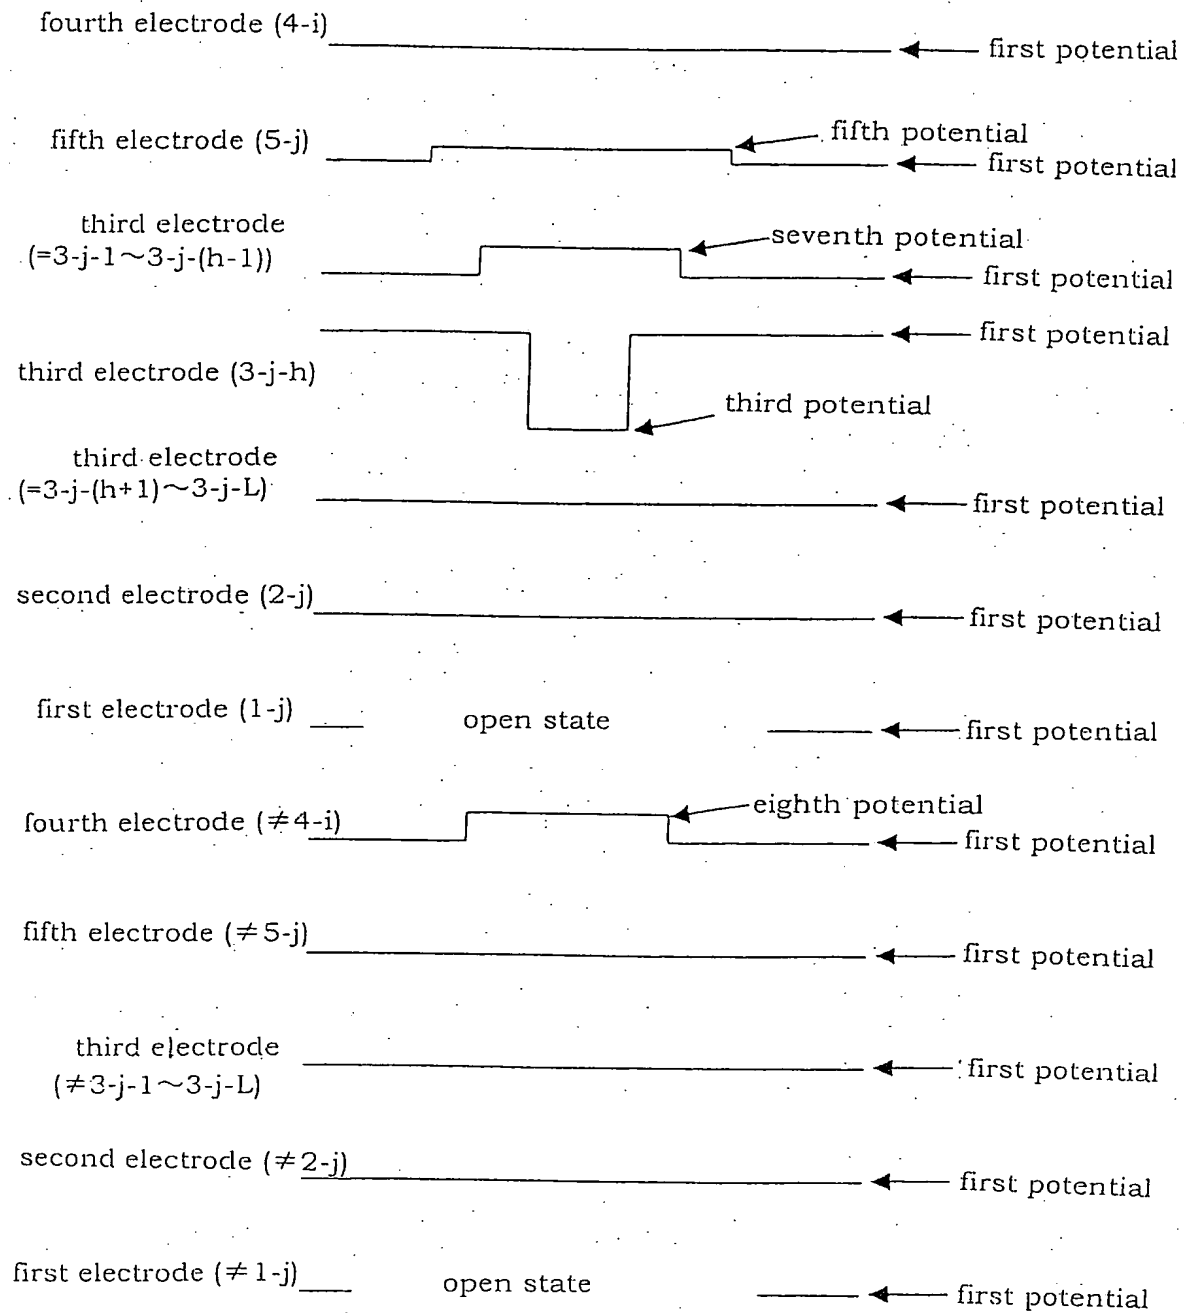 fourth electrode (4-i)
first potential
fifth electrode (5-j)
fifth potential
first potential
third electrode
(=3-j-1~3-j-(h-1))
seventh potential
first potential
first potential
third electrode (3-j-h)
third potential
third electrode
(=3-j-(h+1)~3-j-L)
first potential
second electrode (2-j)
first potential
first electrode (1-j)
open state
first potential
fourth electrode (≠4-i)
eighth potential
first potential
fifth electrode (≠5-j)
first potential
third electrode
(≠3-j-1~3-j-L)
first potential
second electrode (≠2-j)
first potential
first electrode (≠1-j)
open state
first potential